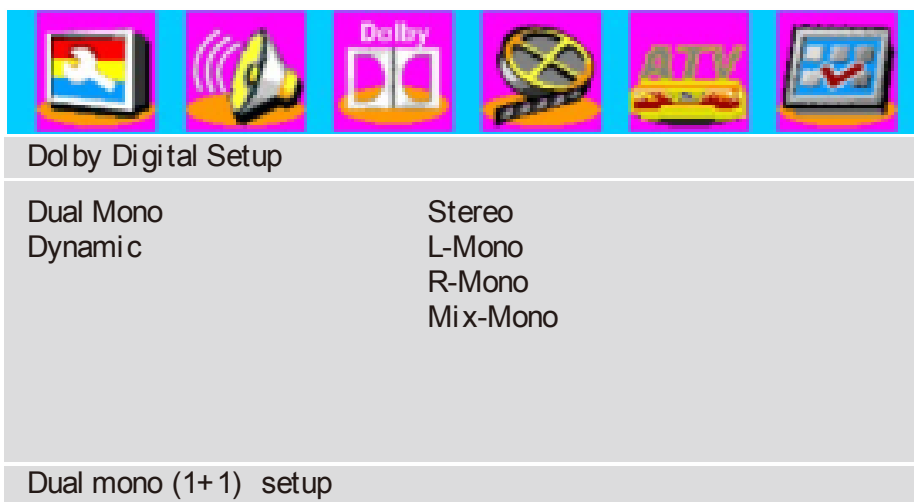 Dolby
ATV
Dolby Digital Setup
Dual Mono Stereo
Dynamic L-Mono
R-Mono
Mix-Mono
Dual mono (1+1) setup